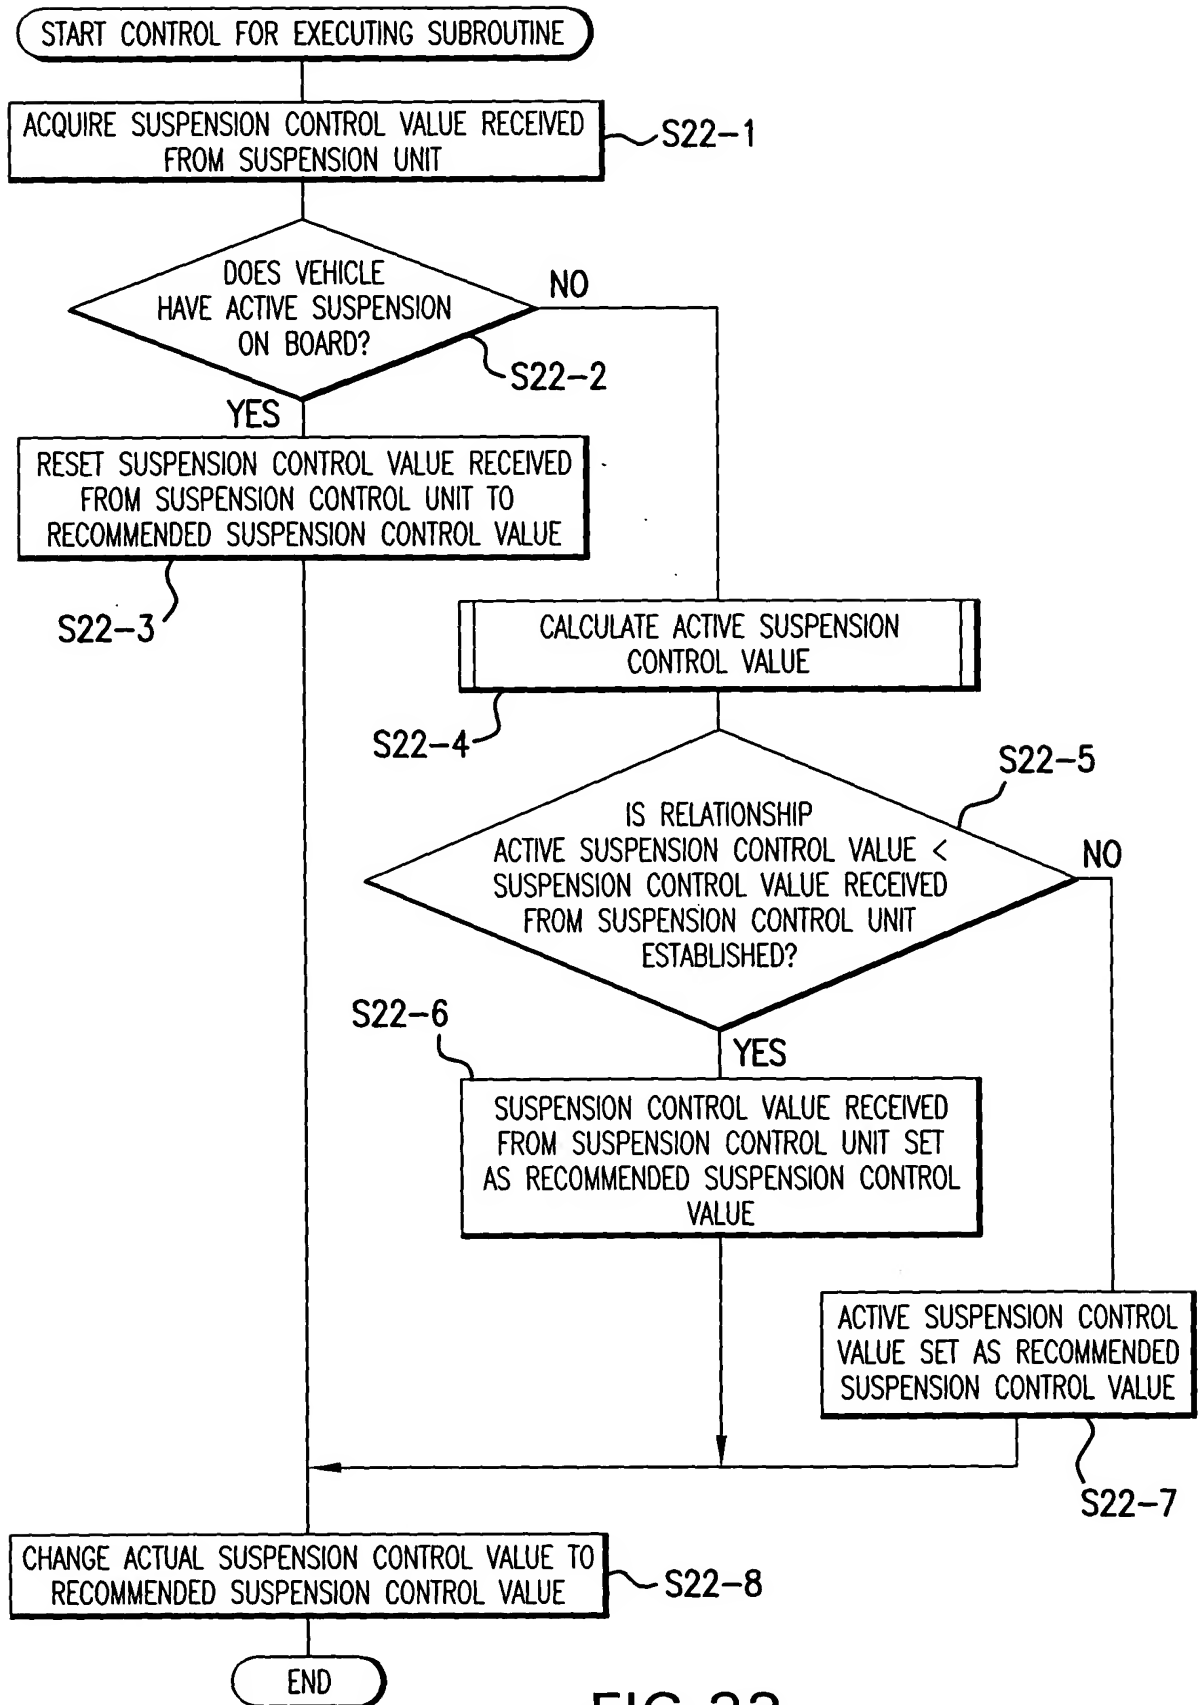 START CONTROL FOR EXECUTING SUBROUTINE
ACQUIRE SUSPENSION CONTROL VALUE RECEIVED
FROM SUSPENSION UNIT
S22-1
DOES VEHICLE
HAVE ACTIVE SUSPENSION
ON BOARD?
NO
S22-2
YES
RESET SUSPENSION CONTROL VALUE RECEIVED
FROM SUSPENSION CONTROL UNIT TO
RECOMMENDED SUSPENSION CONTROL VALUE
S22-3
CALCULATE ACTIVE SUSPENSION
CONTROL VALUE
S22-4
S22-5
IS RELATIONSHIP
ACTIVE SUSPENSION CONTROL VALUE <
SUSPENSION CONTROL VALUE RECEIVED
FROM SUSPENSION CONTROL UNIT
ESTABLISHED?
NO
S22-6
YES
SUSPENSION CONTROL VALUE RECEIVED
FROM SUSPENSION CONTROL UNIT SET
AS RECOMMENDED SUSPENSION CONTROL
VALUE
ACTIVE SUSPENSION CONTROL
VALUE SET AS RECOMMENDED
SUSPENSION CONTROL VALUE
S22-7
CHANGE ACTUAL SUSPENSION CONTROL VALUE TO
RECOMMENDED SUSPENSION CONTROL VALUE
S22-8
END